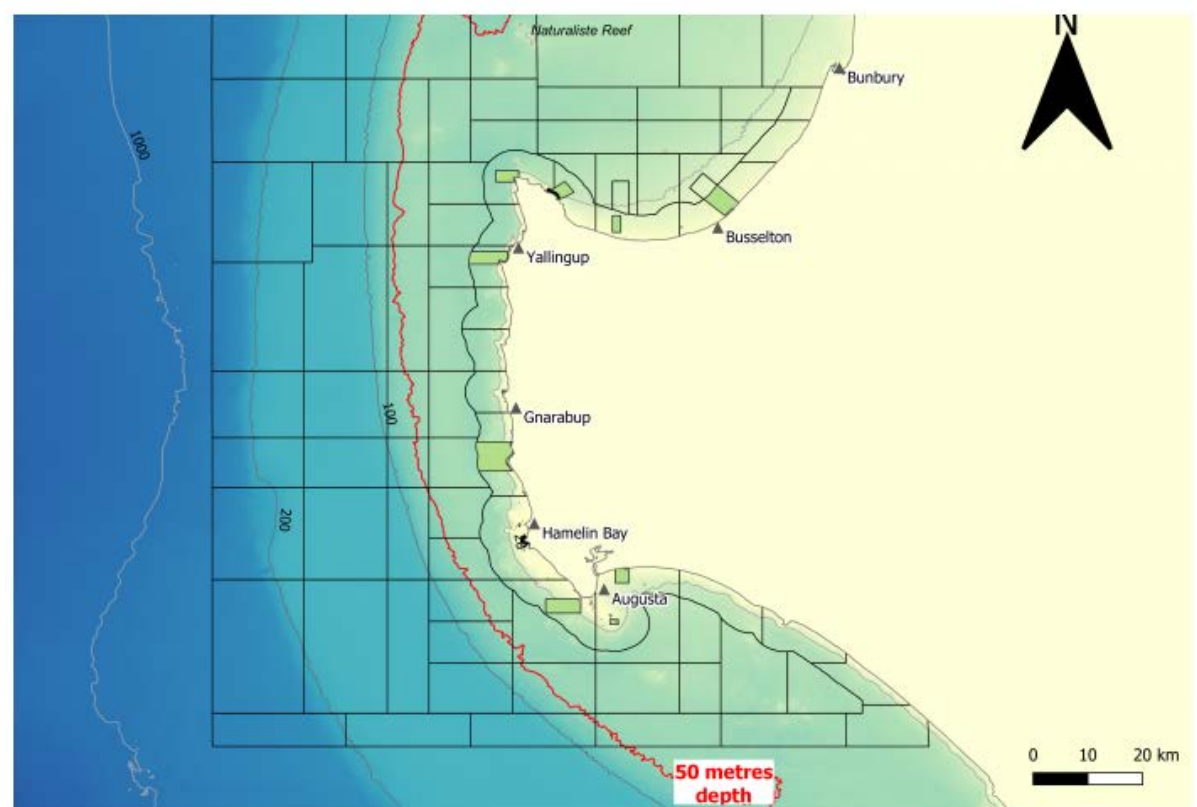 Naturaliste Reef
N
Bunbury
1000
Busselton
Yallingup
100
Gnarabup
200
Hamelin Bay
20
Augusta
0 10 20 km
50 metres
depth